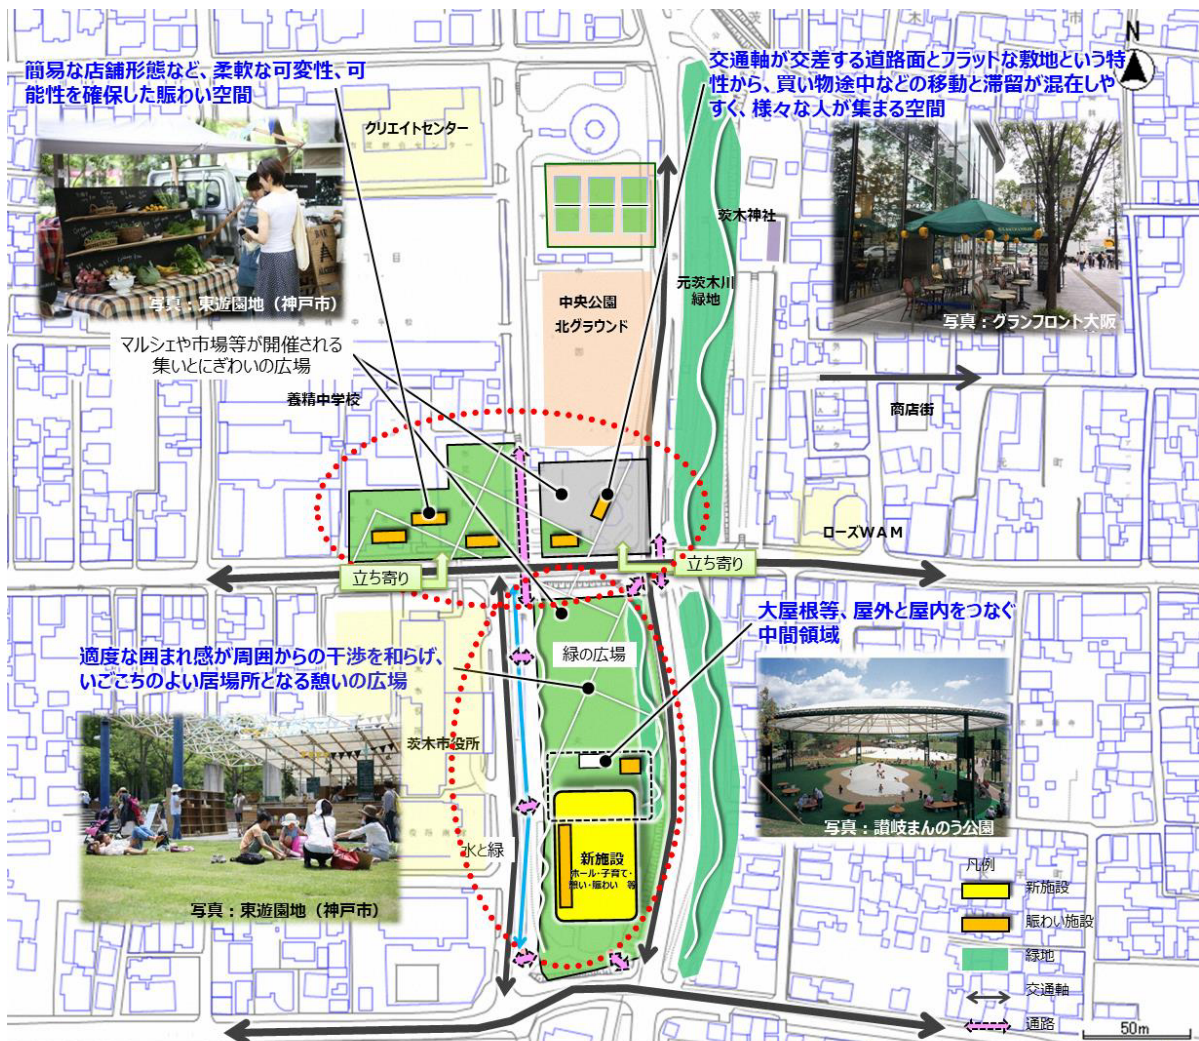 簡易な店舗形態など、柔軟な可変性、可
能性を確保した賑わい空間
クリエイトセンター
写真：東遊園地（神戸市）
マルシェや市場等が開催される
集いとにぎわいの広場
養精中学校
交通軸が交差する道路面とフラットな敷地という特
性から、買い物途中などの移動と滞留が混在しや
すく、様々な人が集まる空間
N
茨木神社
元茨木川
緑地
写真：グランフロント大阪
中央公園
北グラウンド
商店街
ローズWAM
立ち寄り
立ち寄り
大屋根等、屋外と屋内をつなぐ
中間領域
緑の広場
適度な囲まれ感が周囲からの干渉を和らげ、
いごこちのよい居場所となる憩いの広場
茨木市役所
写真：東遊園地（神戸市）
水と緑
新施設
ホール・子育て・
憩い・賑わい 等
写真：讃岐まんのう公園
凡例
新施設
賑わい施設
緑地
交通軸
通路
50m